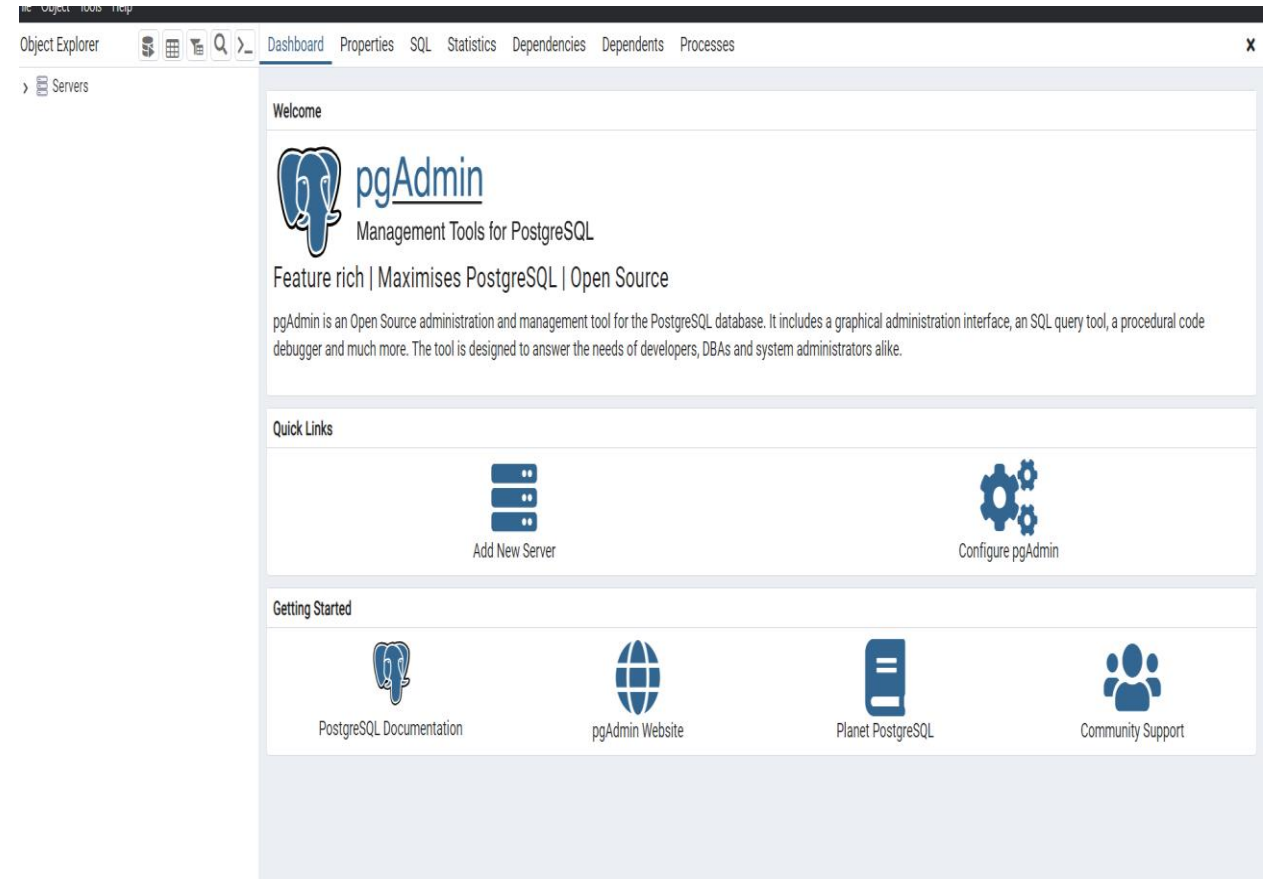 File Object Tools Help
Object Explorer
Dashboard Properties SQL Statistics Dependencies Dependents Processes
Servers
Welcome
pgAdmin
Management Tools for PostgreSQL
Feature rich | Maximises PostgreSQL | Open Source
pgAdmin is an Open Source administration and management tool for the PostgreSQL database. It includes a graphical administration interface, an SQL query tool, a procedural code
debugger and much more. The tool is designed to answer the needs of developers, DBAs and system administrators alike.
Quick Links
Add New Server
Configure pgAdmin
Getting Started
PostgreSQL Documentation
pgAdmin Website
Planet PostgreSQL
Community Support